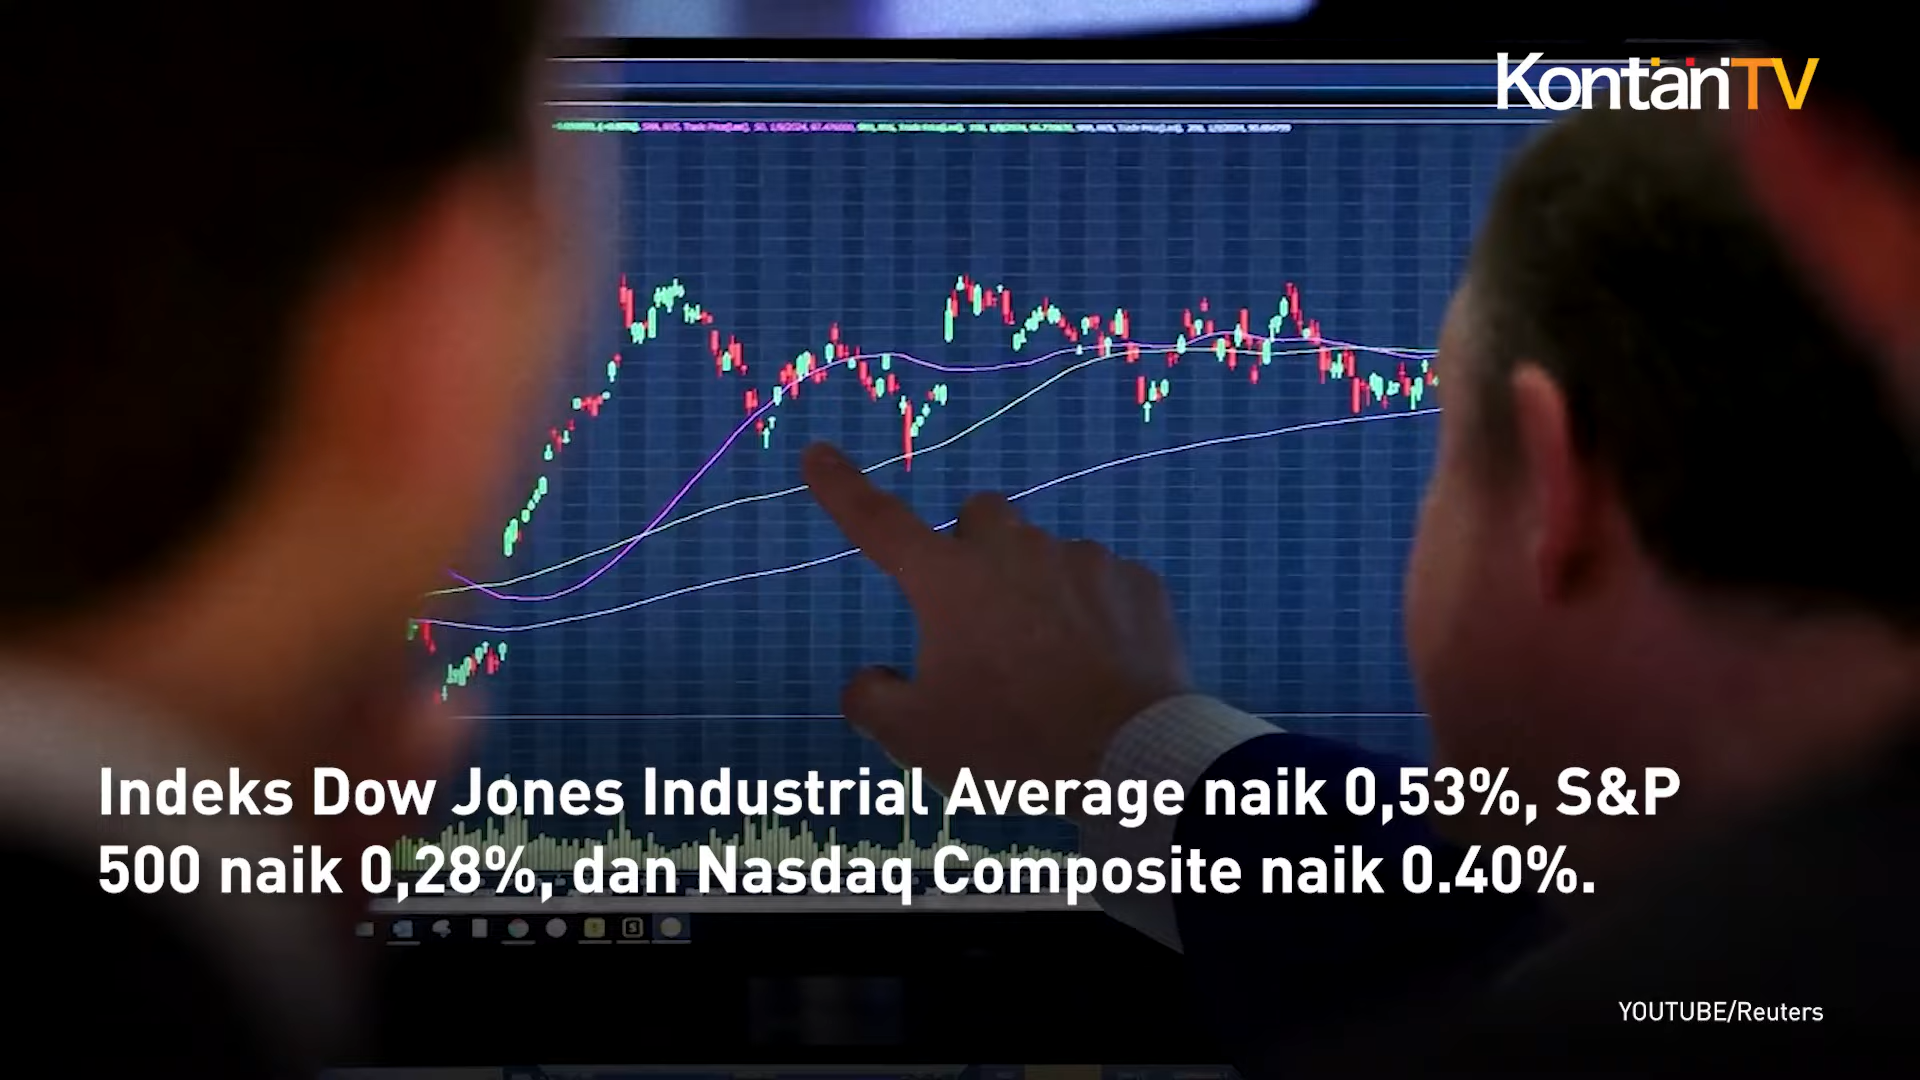 KontanTV
Indeks Dow Jones Industrial Average naik 0,53%, S&P
500 naik 0,28%, dan Nasdaq Composite naik 0.40%.
YOUTUBE/Reuters